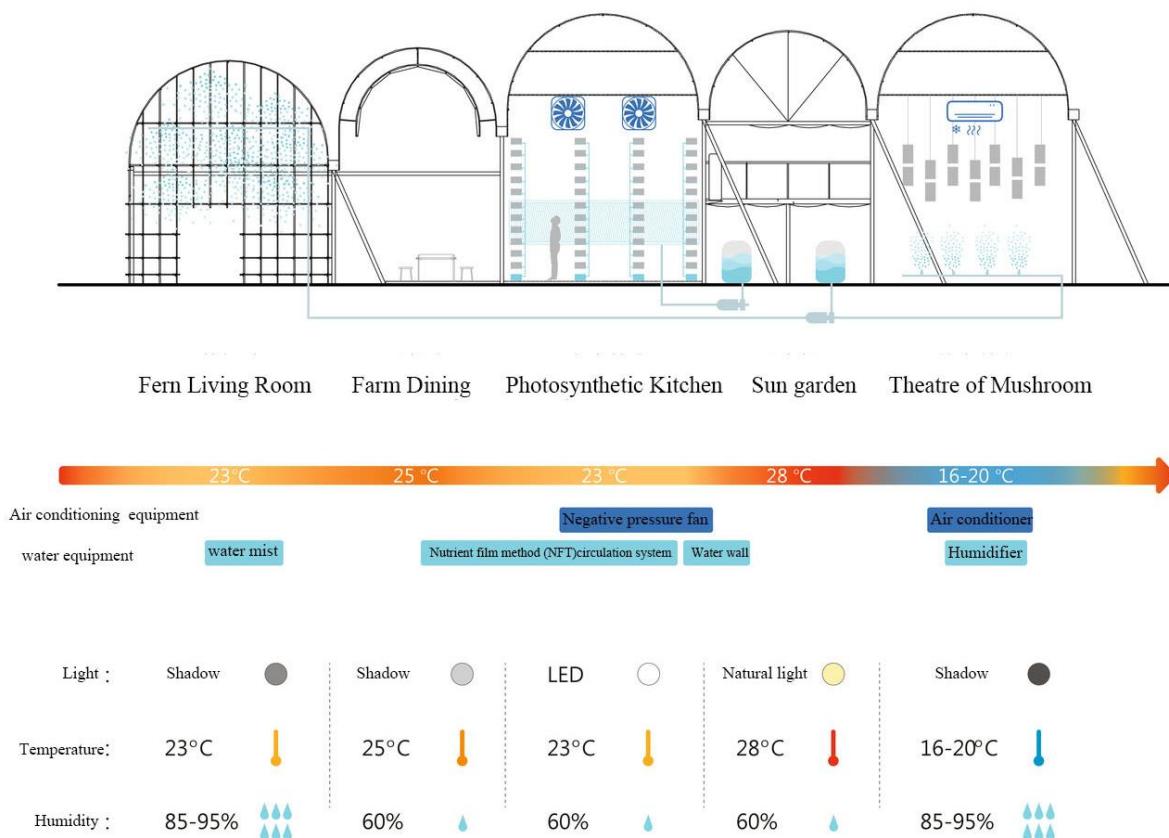 Fern Living Room Farm Dining Photosynthetic Kitchen Sun garden Theatre of Mushroom
23°C 25 °C 23 °C 28 °C 16-20 °C
Air conditioning equipment Negative pressure fan Air conditioner
water equipment water mist Nutrient film method (NFT)circulation system Water wall Humidifier
Light : Shadow Shadow LED Natural light Shadow
Temperature: 23°C 25°C 23°C 28°C 16-20°C
Humidity : 85-95% 60% 60% 60% 85-95%